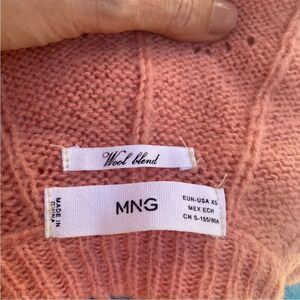 Wool blend
MADE IN
CHINA
MNG
EUR-USA XS
MEX ECH
CN S-155/80A